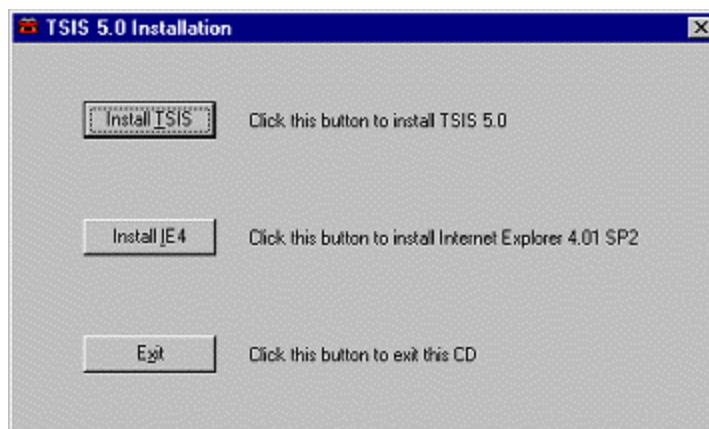 TSIS 5.0 Installation
Install TSIS Click this button to install TSIS 5.0
Install IE4 Click this button to install Internet Explorer 4.01 SP2
Exit Click this button to exit this CD